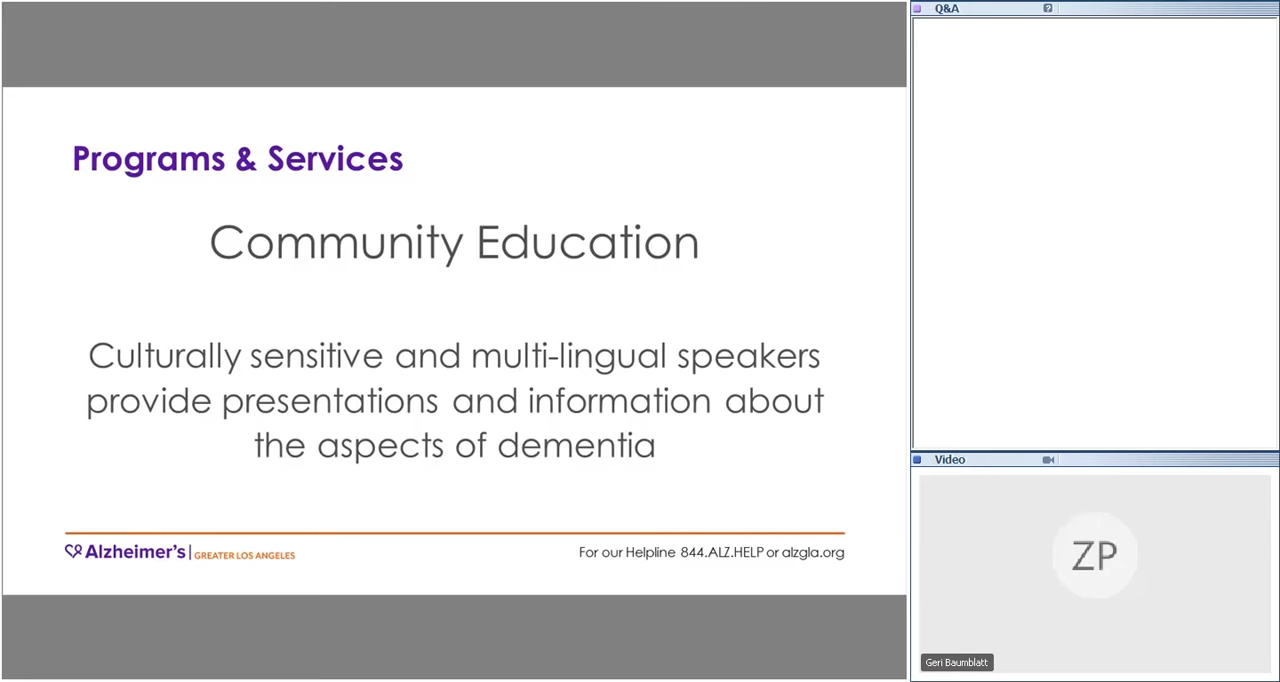 Programs & Services
Community Education
Culturally sensitive and multi-lingual speakers
provide presentations and information about
the aspects of dementia
Alzheimer's | GREATER LOS ANGELES
For our Helpline 844.ALZ.HELP or alzgla.org
Q&A
?
Video
ZP
Geri Baumblatt